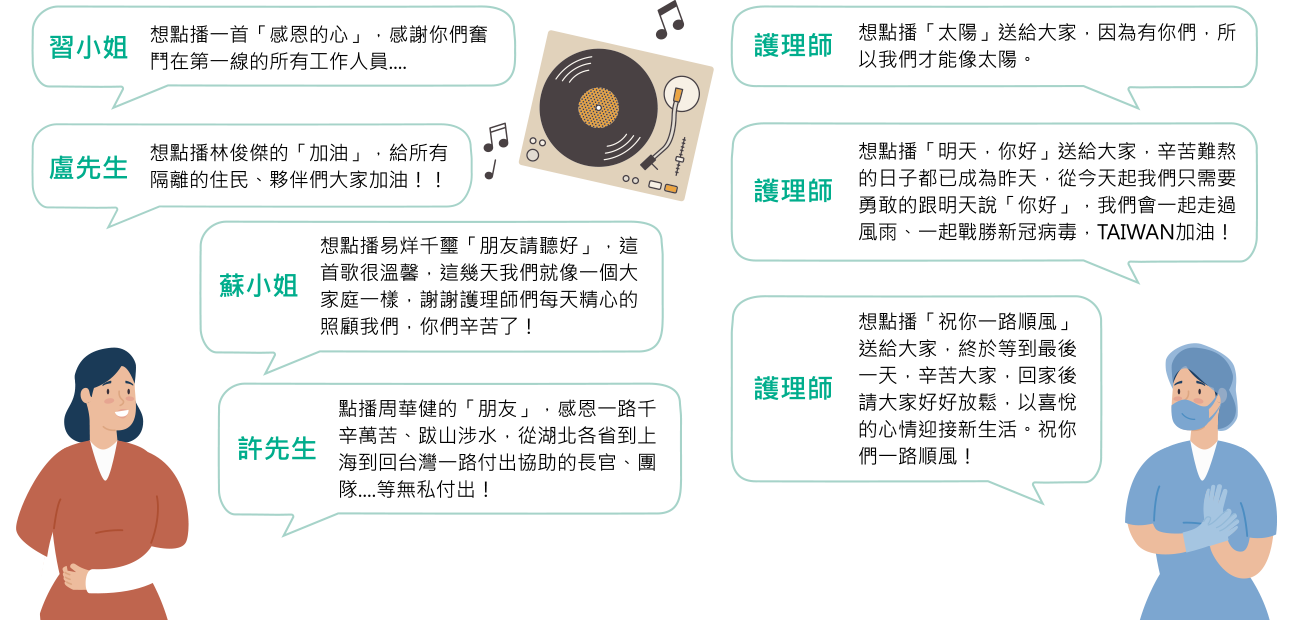 習小姐
想點播一首「感恩的心」，感謝你們奮
鬥在第一線的所有工作人員....
盧先生
想點播林俊傑的「加油」，給所有
隔離的住民、夥伴們大家加油！！
蘇小姐
想點播易烊千璽「朋友請聽好」，這
首歌很溫馨，這幾天我們就像一個大
家庭一樣，謝謝護理師們每天精心的
照顧我們，你們辛苦了！
許先生
點播周華健的「朋友」，感恩一路千
辛萬苦、跋山涉水，從湖北各省到上
海到回台灣一路付出協助的長官、團
隊....等無私付出！
護理師
想點播「太陽」送給大家，因為有你們，所
以我們才能像太陽。
護理師
想點播「明天，你好」送給大家，辛苦難熬
的日子都已成為昨天，從今天起我們只需要
勇敢的跟明天說「你好」，我們會一起走過
風雨、一起戰勝新冠病毒，TAIWAN加油！
護理師
想點播「祝你一路順風」
送給大家，終於等到最後
一天，辛苦大家，回家後
請大家好好放鬆，以喜悅
的心情迎接新生活。祝你
們一路順風！